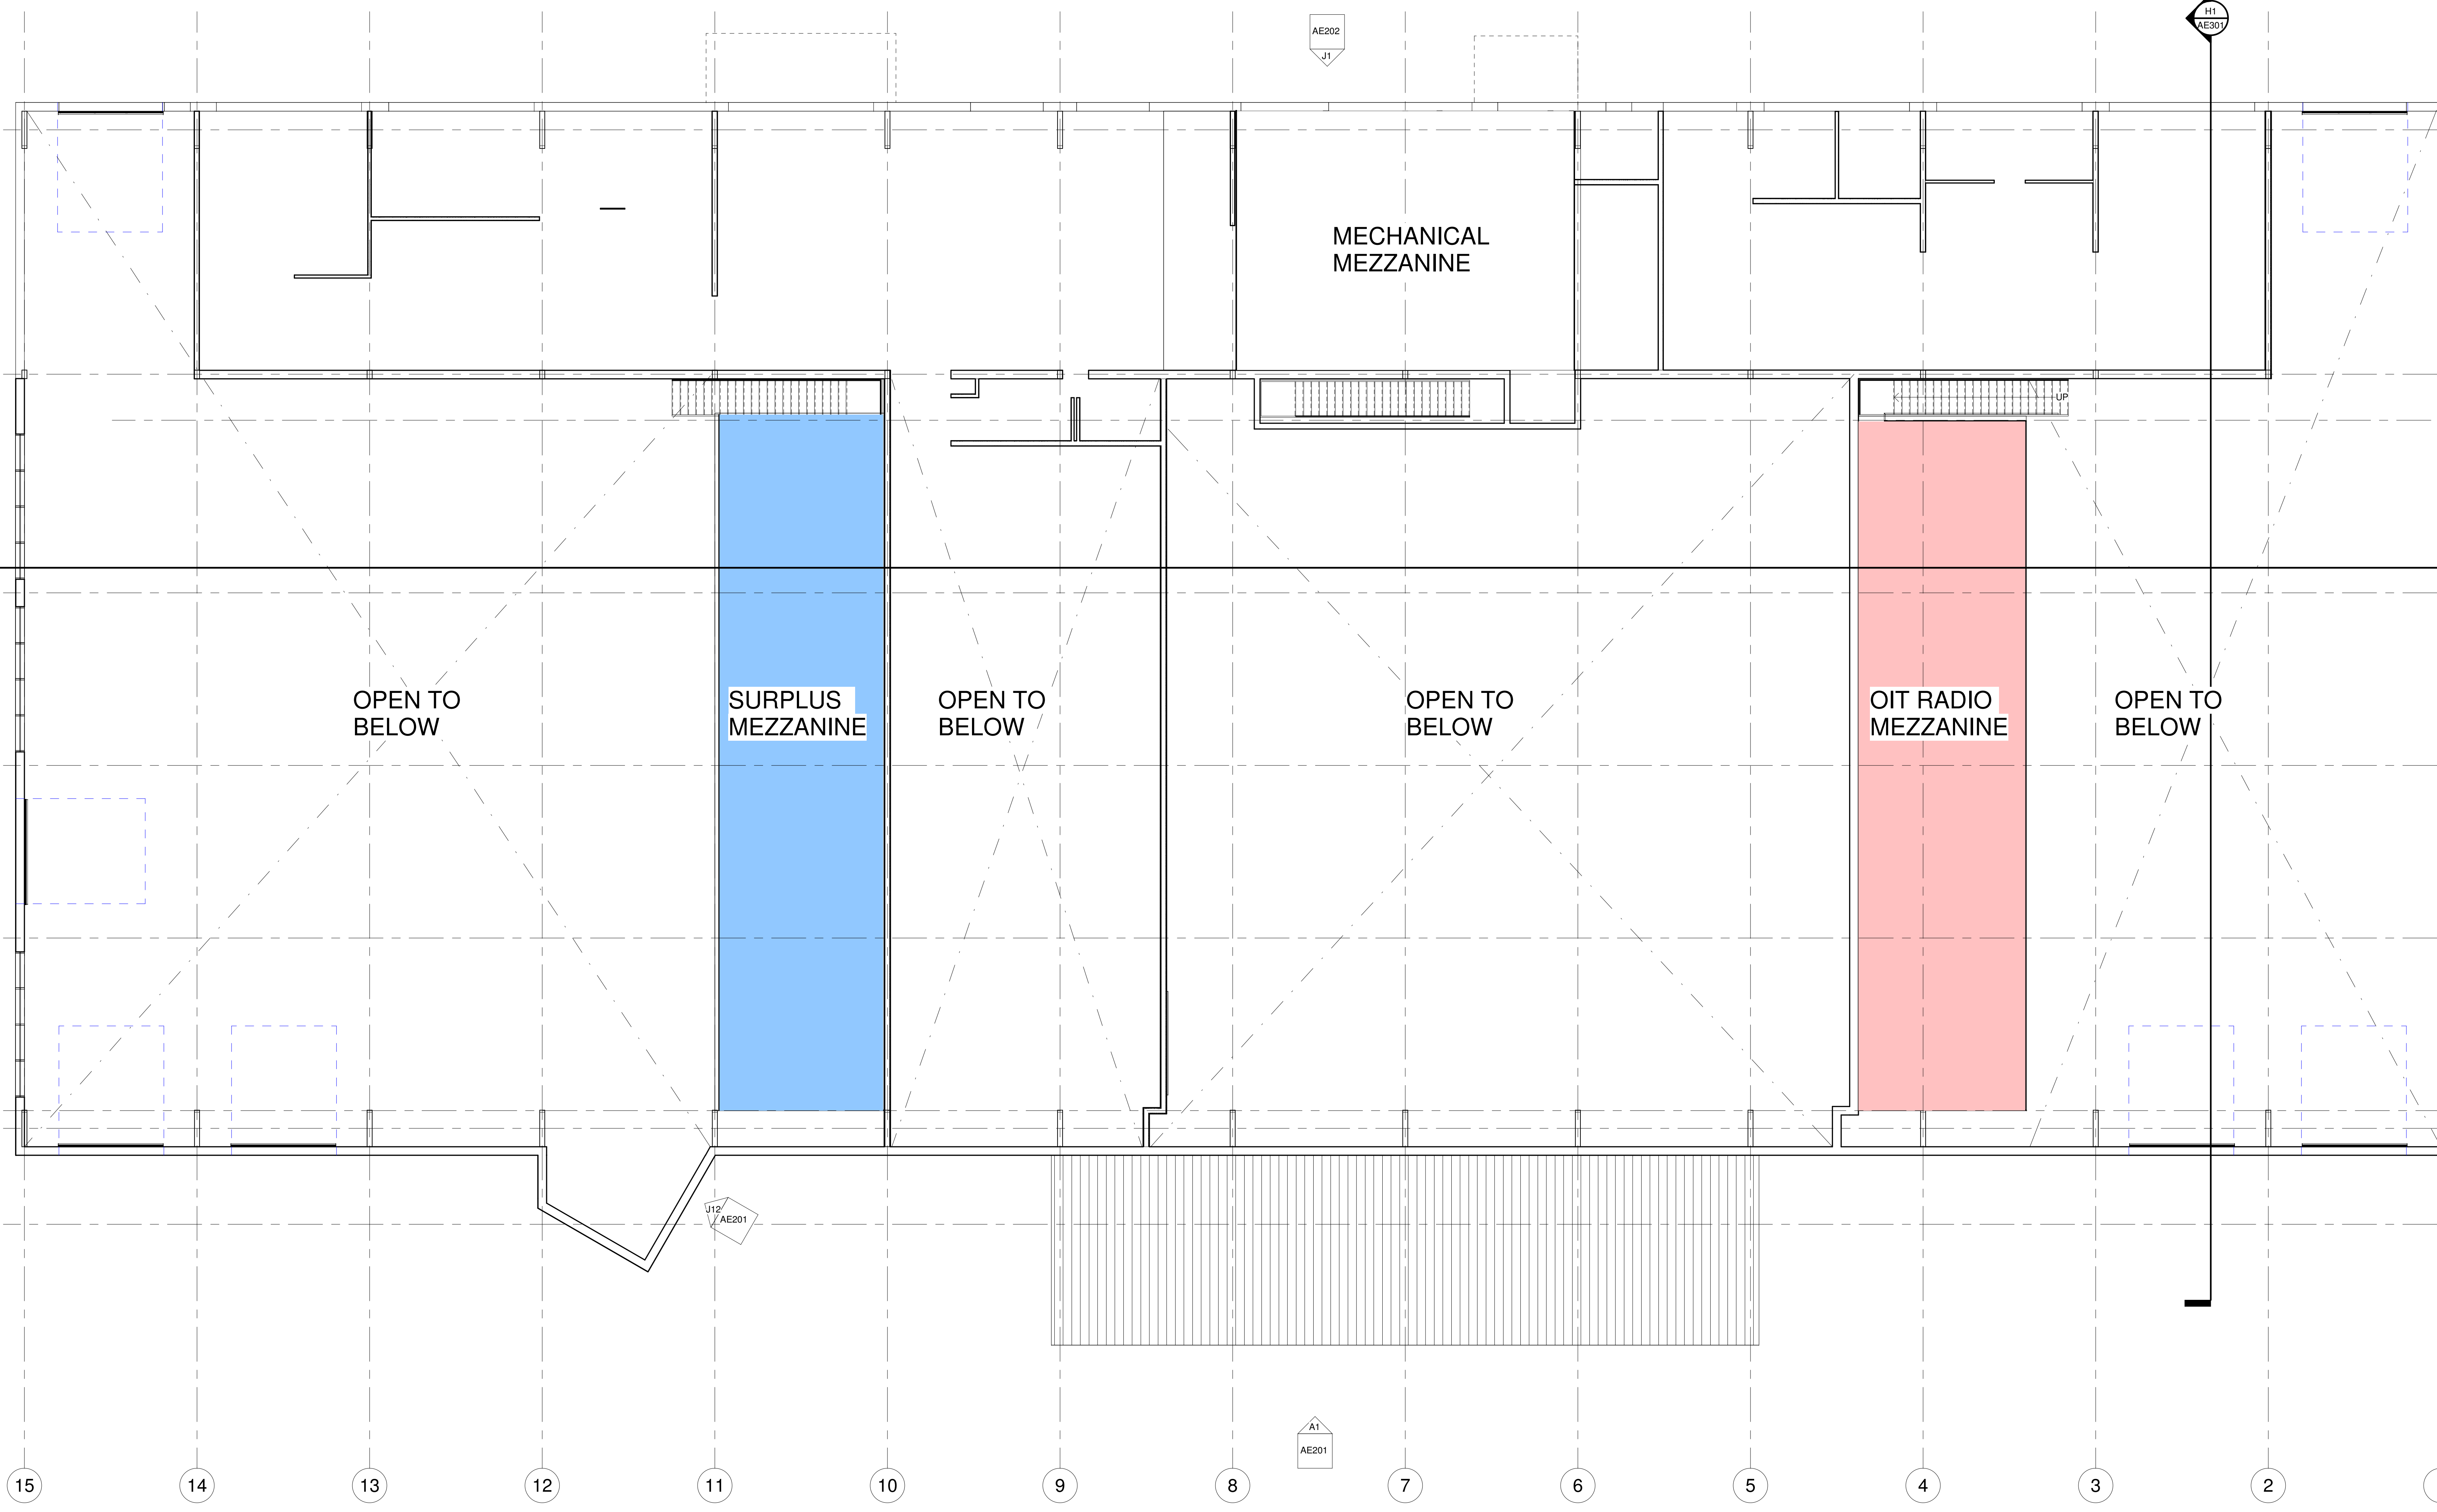 H1
AE301
AE202
J1
MECHANICAL
MEZZANINE
UP
OPEN TO
BELOW
SURPLUS
MEZZANINE
OPEN TO
BELOW
OPEN TO
BELOW
OIT RADIO
MEZZANINE
OPEN TO
BELOW
J12
AE201
A1
AE201
15 14 13 12 11 10 9 8 7 6 5 4 3 2